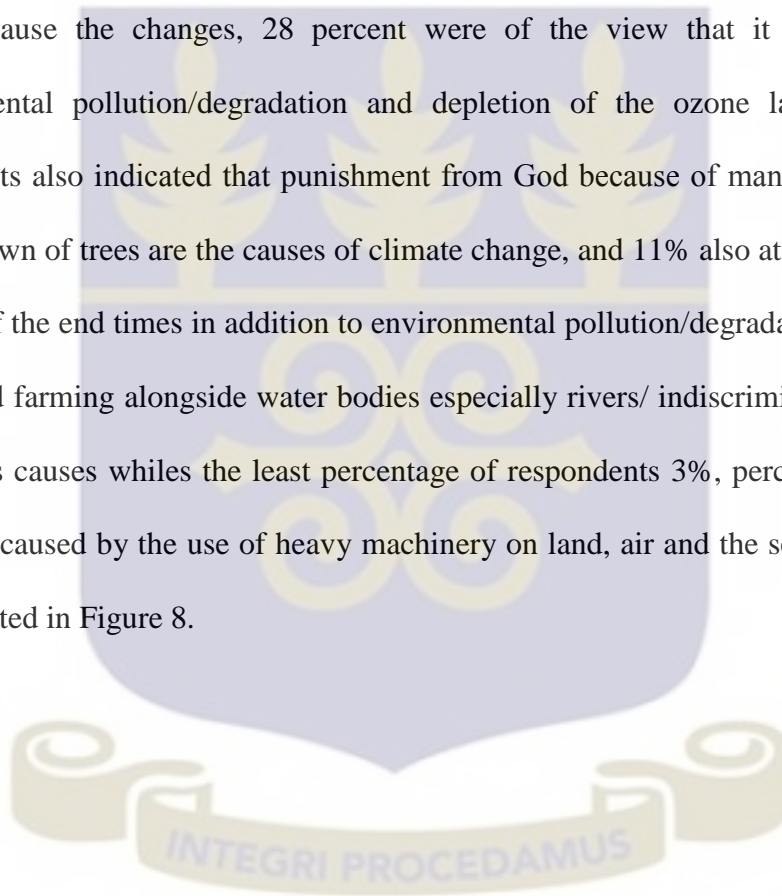 ause the changes, 28 percent were of the view that it
ental pollution/degradation and depletion of the ozone la
ts also indicated that punishment from God because of man
wn of trees are the causes of climate change, and 11% also at
f the end times in addition to environmental pollution/degrada
l farming alongside water bodies especially rivers/ indiscrimi
s causes whiles the least percentage of respondents 3%, perc
caused by the use of heavy machinery on land, air and the s
ted in Figure 8.
INTEGRI PROCEDAMUS